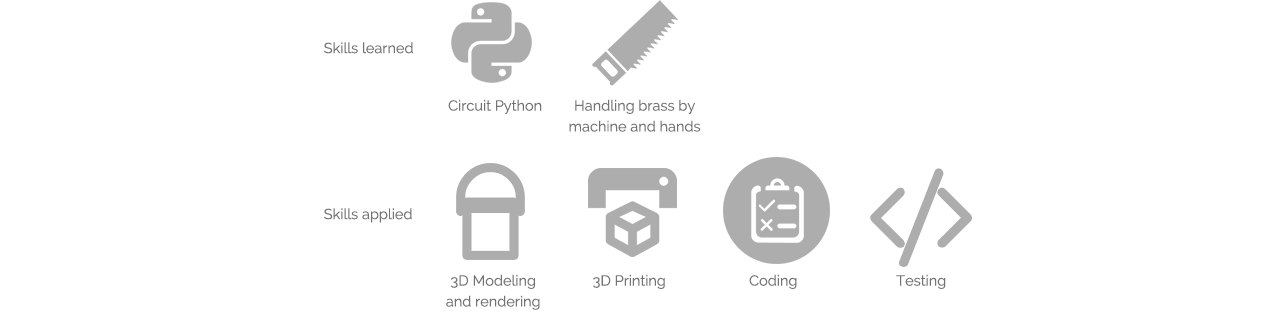 Skills learned
Circuit Python
Handling brass by
machine and hands
Skills applied
3D Modeling
and rendering
3D Printing
Coding
Testing